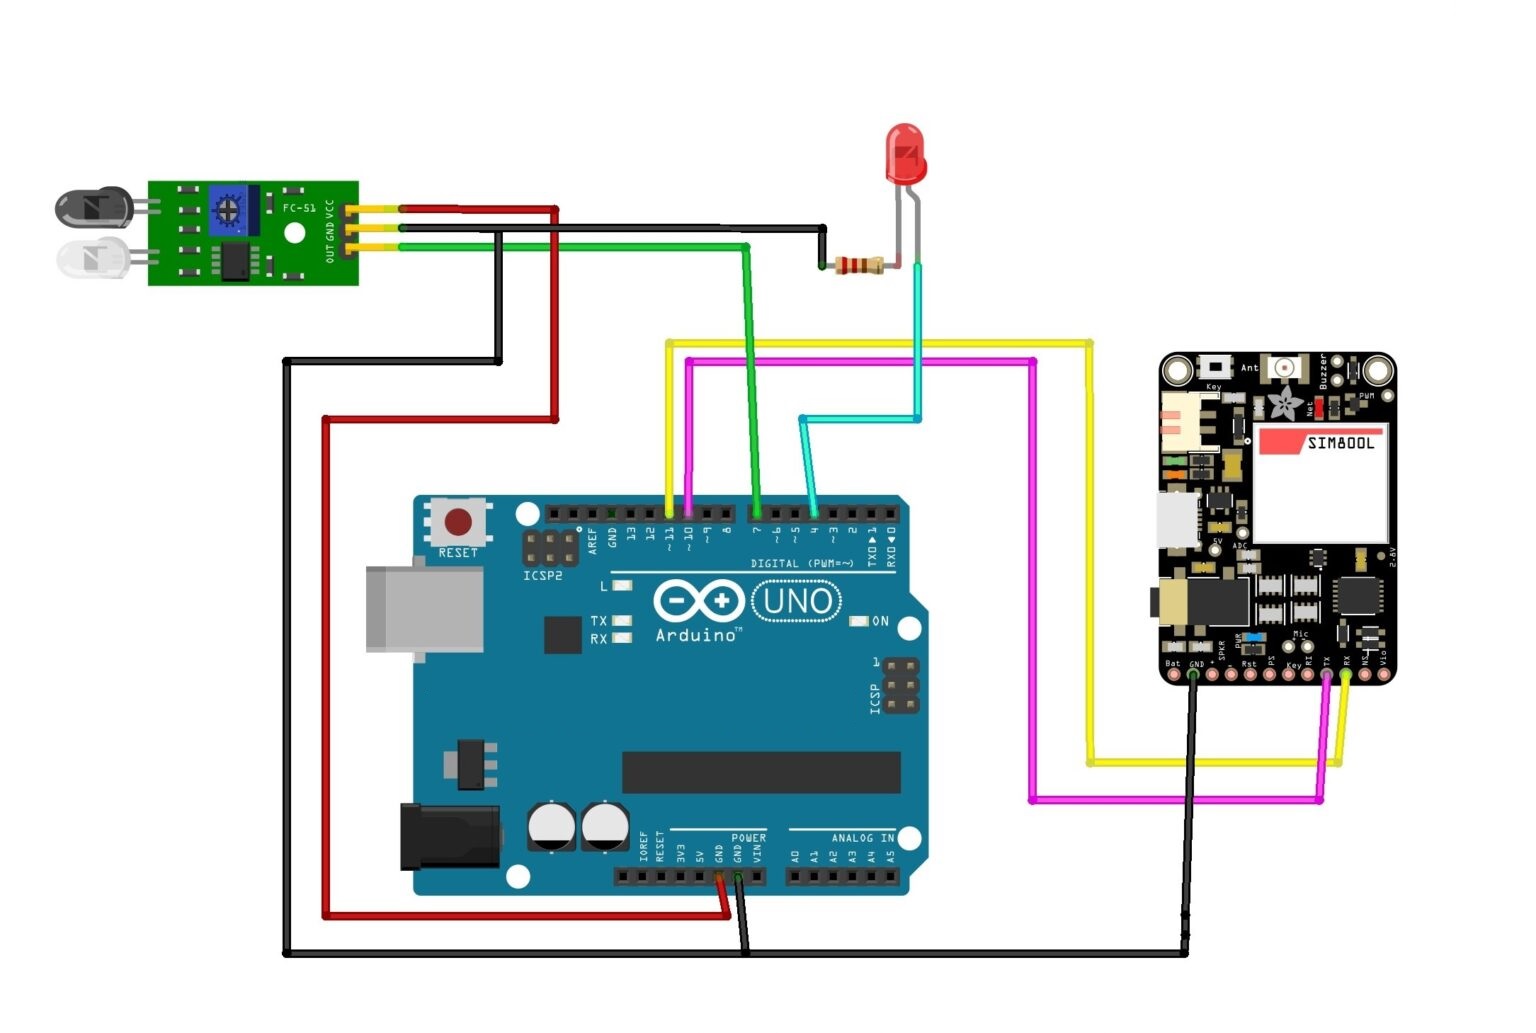 FC-51
VCC
GND
OUT
Key
Ant
Buzzer
PWM
Net
SIM800L
5V
ADC
2.8V
Mic
PWR
SPKR
Bat
GND
+
-
Rst
PS
Key
RI
TX
RX
NS
Vio
RESET
ICSP2
AREF
GND
13
12
~11
~10
~9
8
7
~6
~5
4
~3
2
TX0▶1
RX0◀0
DIGITAL (PWM=~)
L
TX
RX
Arduino™
UNO
ON
1
ICSP
IOREF
RESET
3V3
5V
GND
GND
VIN
POWER
A0
A1
A2
A3
A4
A5
ANALOG IN